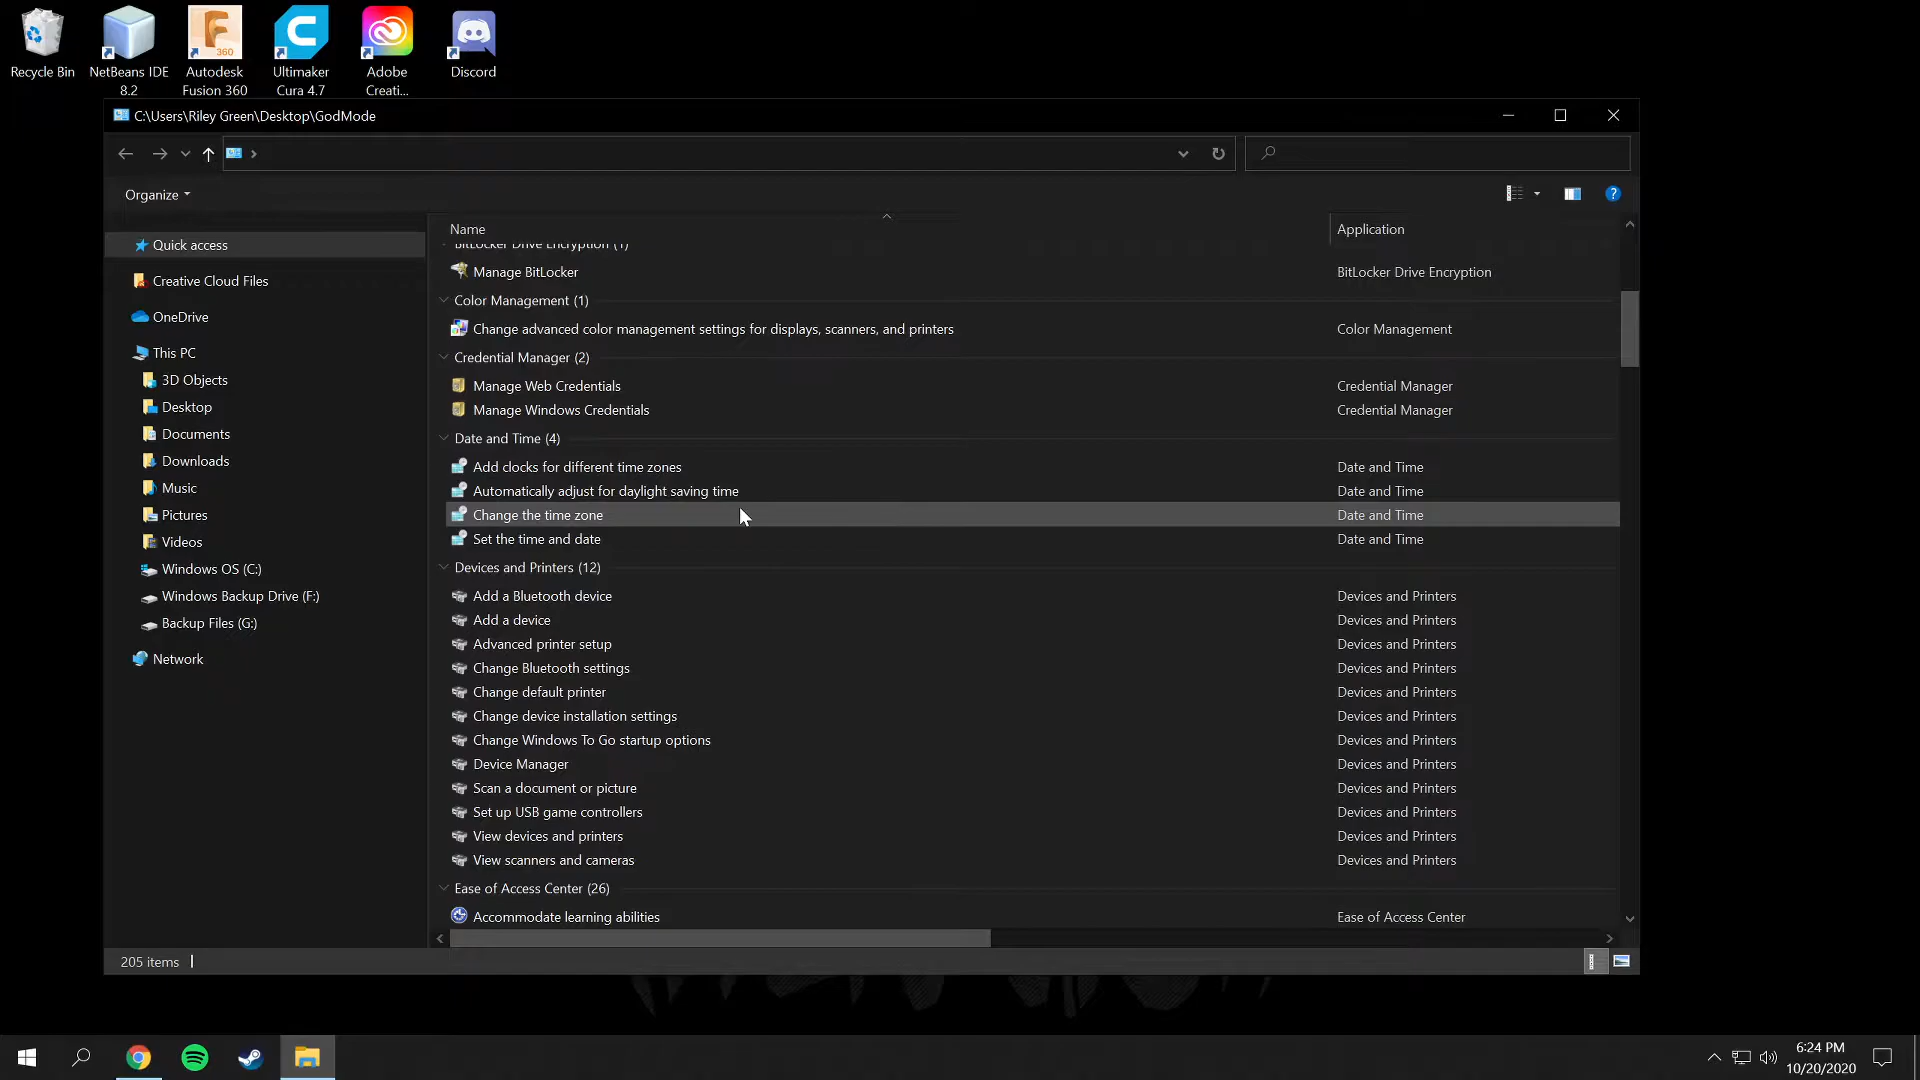 Recycle Bin
NetBeans IDE
8.2
Autodesk
Fusion 360
360
Ultimaker
Cura 4.7
Adobe
Creati...
Discord
C:\Users\Riley Green\Desktop\GodMode
Organize
Quick access
Creative Cloud Files
OneDrive
This PC
3D Objects
Desktop
Documents
Downloads
Music
Pictures
Videos
Windows OS (C:)
Windows Backup Drive (F:)
Backup Files (G:)
Network
Name Application
BitLocker Drive Encryption (1)
Manage BitLocker BitLocker Drive Encryption
Color Management (1)
Change advanced color management settings for displays, scanners, and printers Color Management
Credential Manager (2)
Manage Web Credentials Credential Manager
Manage Windows Credentials Credential Manager
Date and Time (4)
Add clocks for different time zones Date and Time
Automatically adjust for daylight saving time Date and Time
Change the time zone Date and Time
Set the time and date Date and Time
Devices and Printers (12)
Add a Bluetooth device Devices and Printers
Add a device Devices and Printers
Advanced printer setup Devices and Printers
Change Bluetooth settings Devices and Printers
Change default printer Devices and Printers
Change device installation settings Devices and Printers
Change Windows To Go startup options Devices and Printers
Device Manager Devices and Printers
Scan a document or picture Devices and Printers
Set up USB game controllers Devices and Printers
View devices and printers Devices and Printers
View scanners and cameras Devices and Printers
Ease of Access Center (26)
Accommodate learning abilities Ease of Access Center
205 items
6:24 PM
10/20/2020